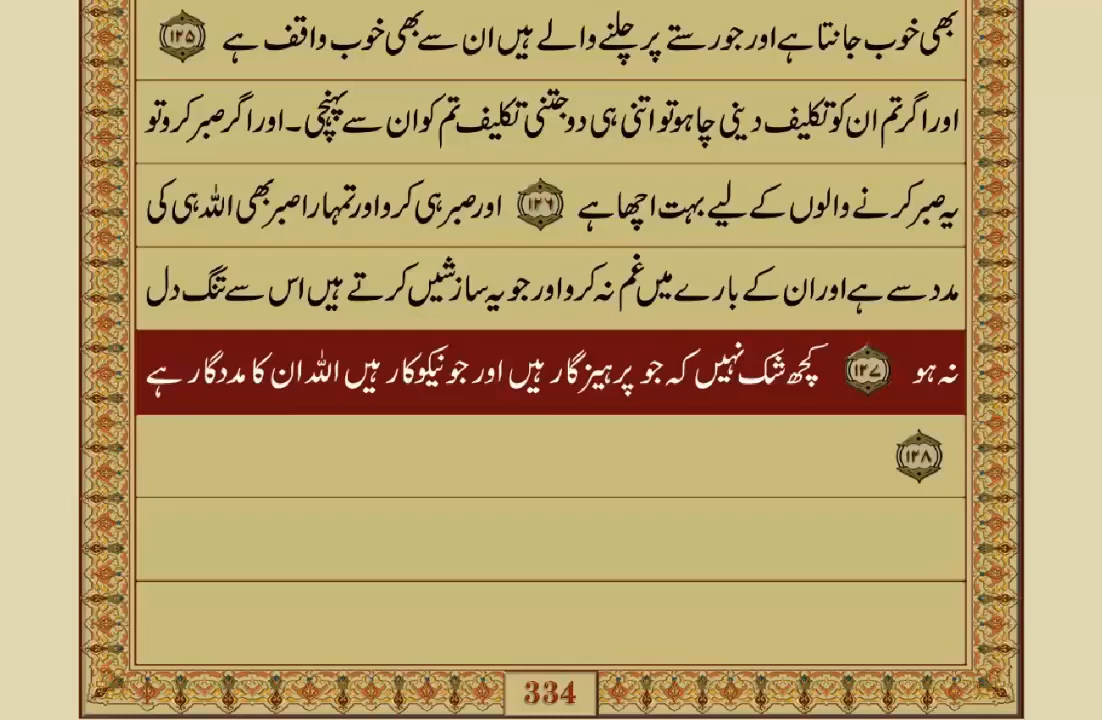 بھی خوب جانتا ہے اور جو رستے پر چلنے والے ہیں ان سے بھی خوب واقف ہے ۱۲۵
اور اگر تم ان کو تکلیف دینی چاہو تو اتنی ہی دو جتنی تکلیف تم کو ان سے پہنچی۔ اور اگر صبر کرو تو
یہ صبر کرنے والوں کے لیے بہت اچھا ہے ۱۲۶ اور صبر ہی کرو اور تمہارا صبر بھی اللہ ہی کی
مدد سے ہے اور ان کے بارے میں غم نہ کرو اور جو یہ سازشیں کرتے ہیں اس سے تنگ دل
نہ ہو ۱۲۷ کچھ شک نہیں کہ جو پرہیزگار ہیں اور جو نیکوکار ہیں اللہ ان کا مددگار ہے
۱۲۸
334